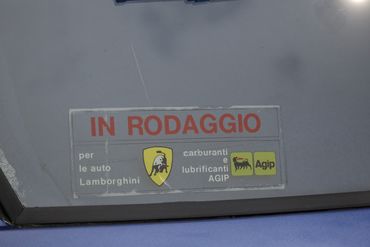 IN RODAGGIO
per
le auto
Lamborghini
carburanti
e
lubrificanti
AGIP
Agip